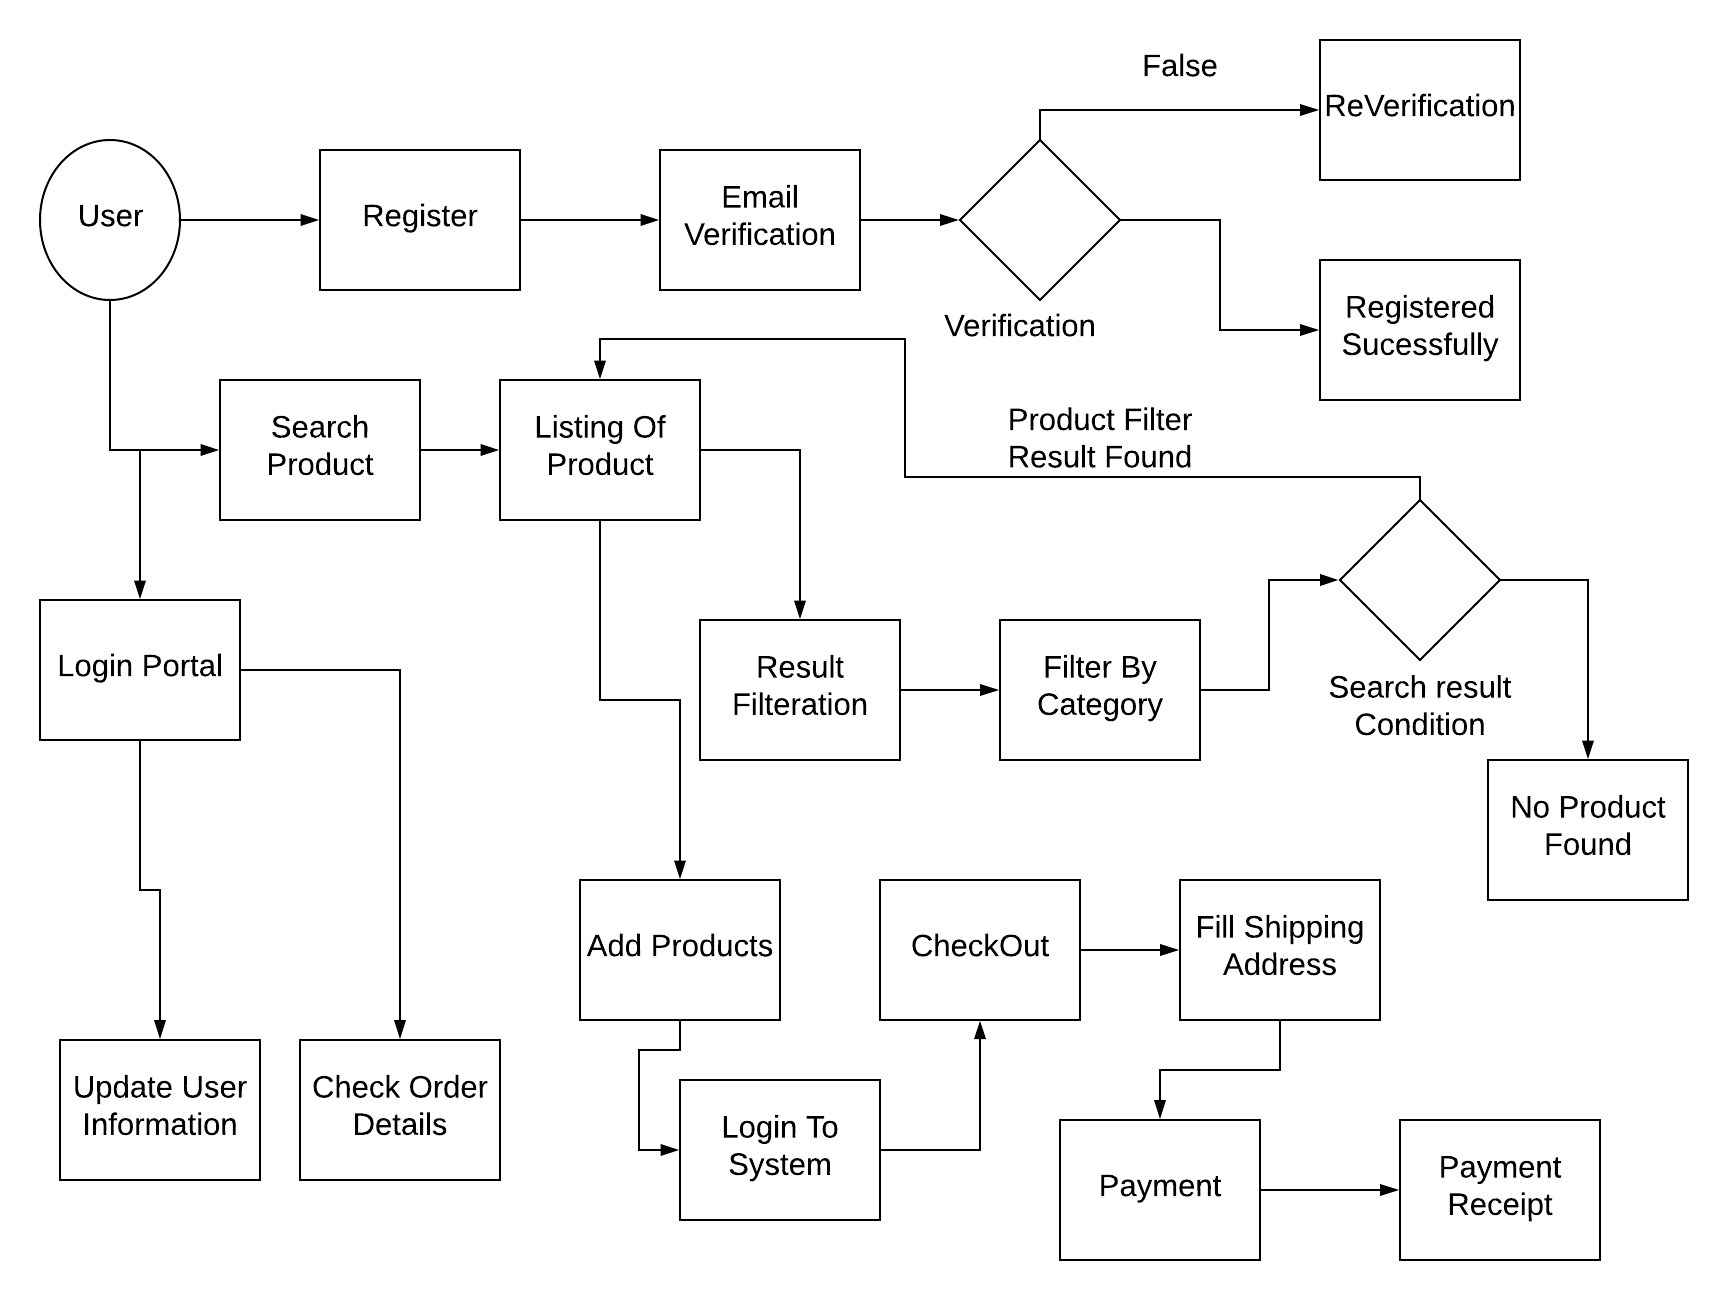 False
ReVerification
User
Register
Email
Verification
Verification
Registered
Sucessfully
Search
Product
Listing Of
Product
Product Filter
Result Found
Login Portal
Result
Filteration
Filter By
Category
Search result
Condition
No Product
Found
Add Products
CheckOut
Fill Shipping
Address
Update User
Information
Check Order
Details
Login To
System
Payment
Payment
Receipt